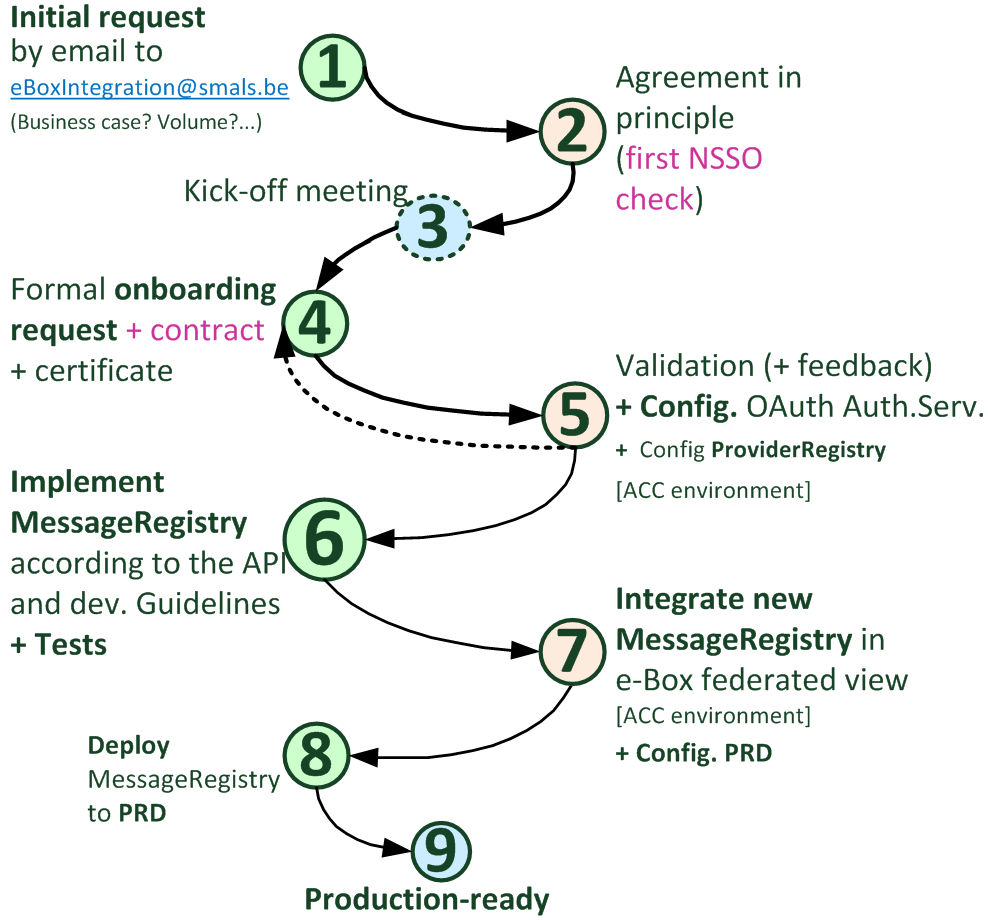 Initial request
by email to
eBoxIntegration@smals.be
(Business case? Volume?...)
1
2
Agreement in
principle
(first NSSO
check)
Kick-off meeting
3
Formal onboarding
request + contract
+ certificate
4
5
Validation (+ feedback)
+ Config. OAuth Auth.Serv.
+ Config ProviderRegistry
[ACC environment]
Implement
MessageRegistry
according to the API
and dev. Guidelines
+ Tests
6
7
Integrate new
MessageRegistry in
e-Box federated view
[ACC environment]
+ Config. PRD
Deploy
MessageRegistry
to PRD
8
9
Production-ready